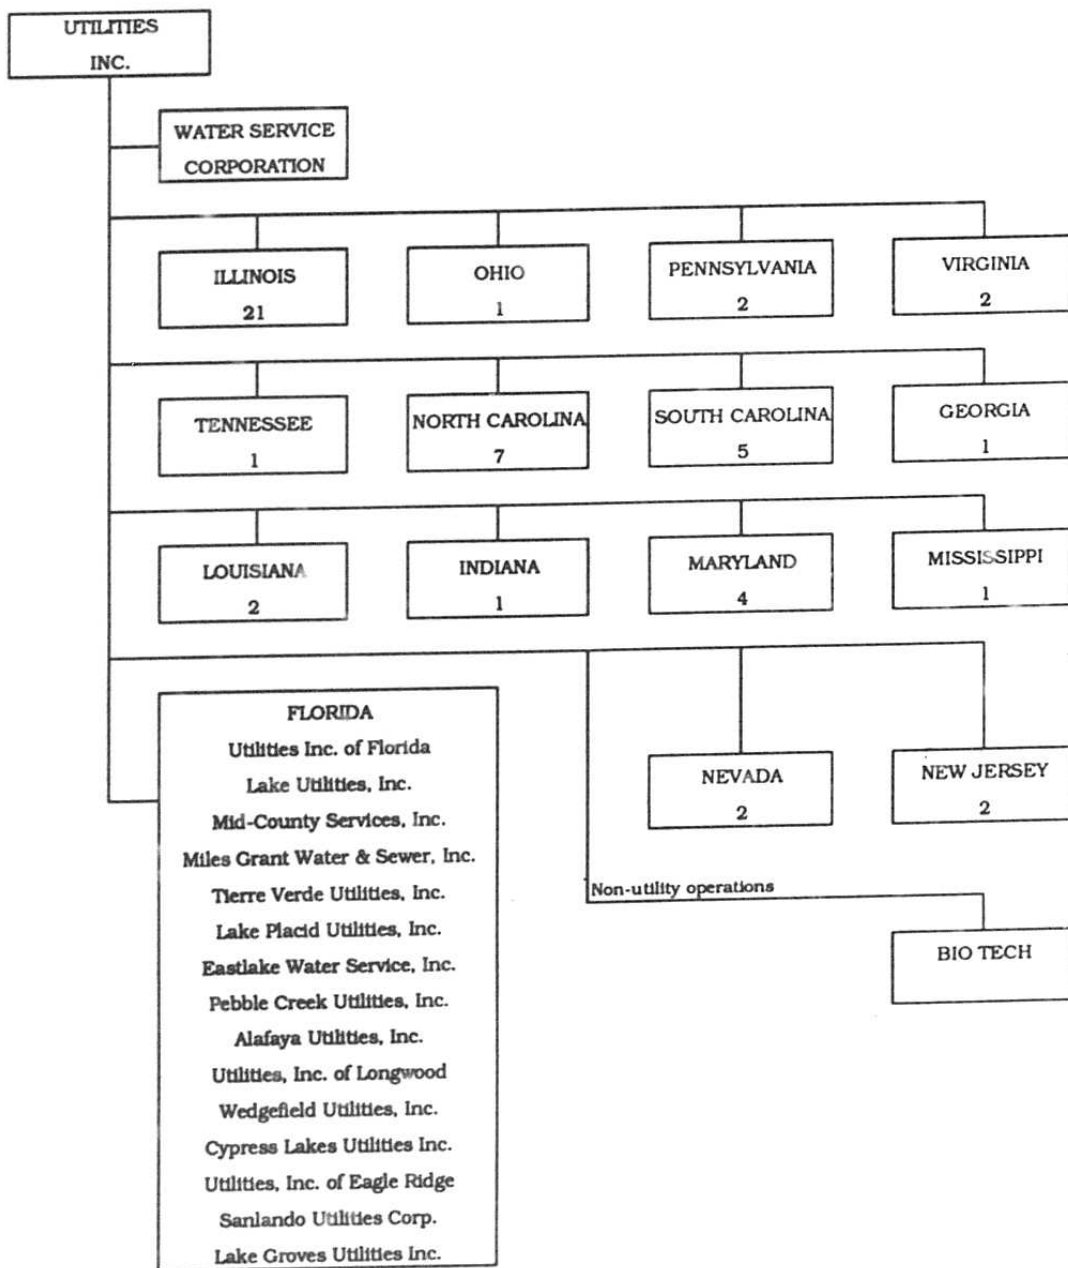 UTILITIES
INC.
WATER SERVICE
CORPORATION
ILLINOIS
21
OHIO
1
PENNSYLVANIA
2
VIRGINIA
2
TENNESSEE
1
NORTH CAROLINA
7
SOUTH CAROLINA
5
GEORGIA
1
LOUISIANA
2
INDIANA
1
MARYLAND
4
MISSISSIPPI
1
FLORIDA
Utilities Inc. of Florida
Lake Utilities, Inc.
Mid-County Services, Inc.
Miles Grant Water & Sewer, Inc.
Tierre Verde Utilities, Inc.
Lake Placid Utilities, Inc.
Eastlake Water Service, Inc.
Pebble Creek Utilities, Inc.
Alafaya Utilities, Inc.
Utilities, Inc. of Longwood
Wedgefield Utilities, Inc.
Cypress Lakes Utilities Inc.
Utilities, Inc. of Eagle Ridge
Sanlando Utilities Corp.
Lake Groves Utilities Inc.
NEVADA
2
NEW JERSEY
2
Non-utility operations
BIO TECH